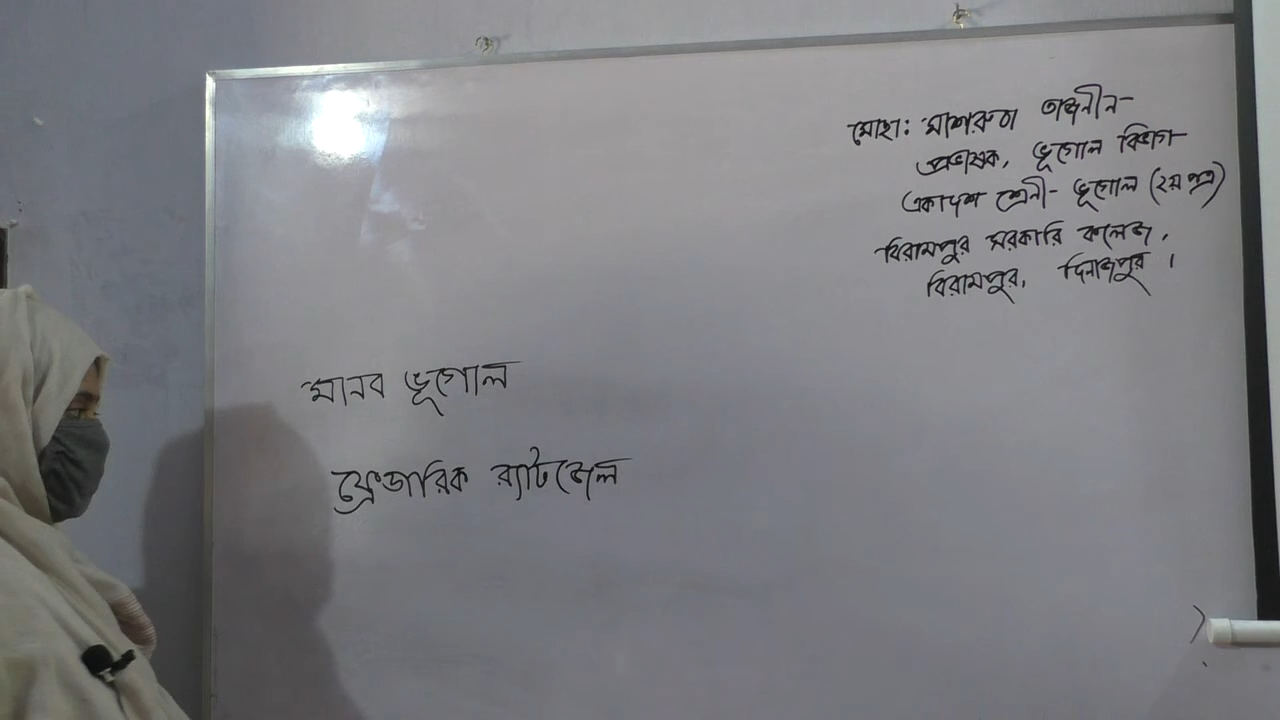 মোছা: মাশরুফা তাজনীন
প্রভাষক, ভূগোল বিভাগ
একাদশ শ্রেনী- ভূগোল (২য় পত্র)
বিরামপুর সরকারি কলেজ,
বিরামপুর, দিনাজপুর ।
মানব ভূগোল
ফ্রেডারিক র‍্যাটজেল